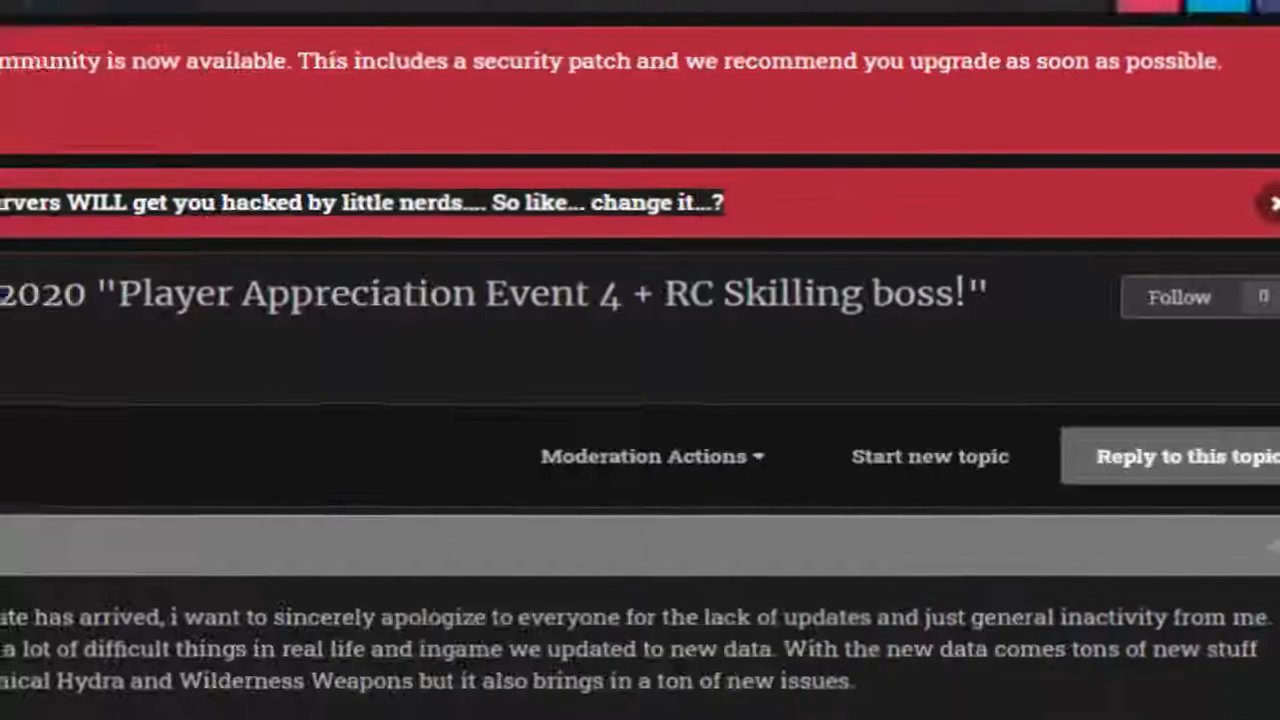 mmunity is now available. This includes a security patch and we recommend you upgrade as soon as possible.
rvers WILL get you hacked by little nerds.... So like... change it...?
2020 "Player Appreciation Event 4 + RC Skilling boss!"
Follow 0
Moderation Actions Start new topic Reply to this topic
ate has arrived, i want to sincerely apologize to everyone for the lack of updates and just general inactivity from me.
a lot of difficult things in real life and ingame we updated to new data. With the new data comes tons of new stuff
nical Hydra and Wilderness Weapons but it also brings in a ton of new issues.